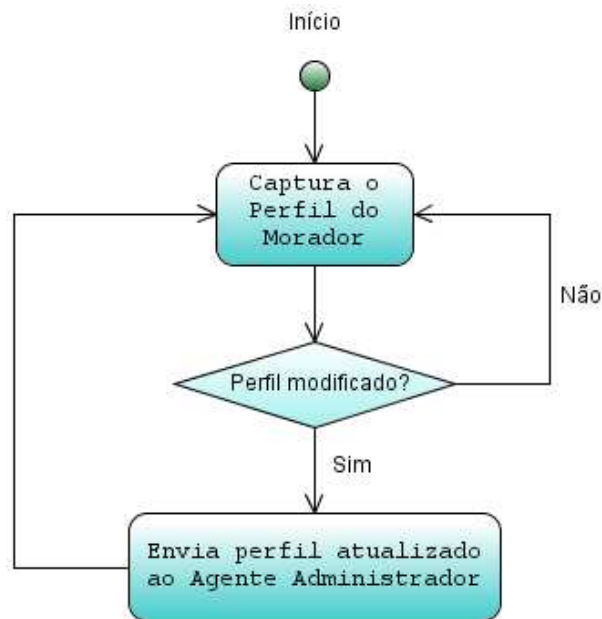 Início
Captura o
Perfil do
Morador
Não
Perfil modificado?
Sim
Envia perfil atualizado
ao Agente Administrador